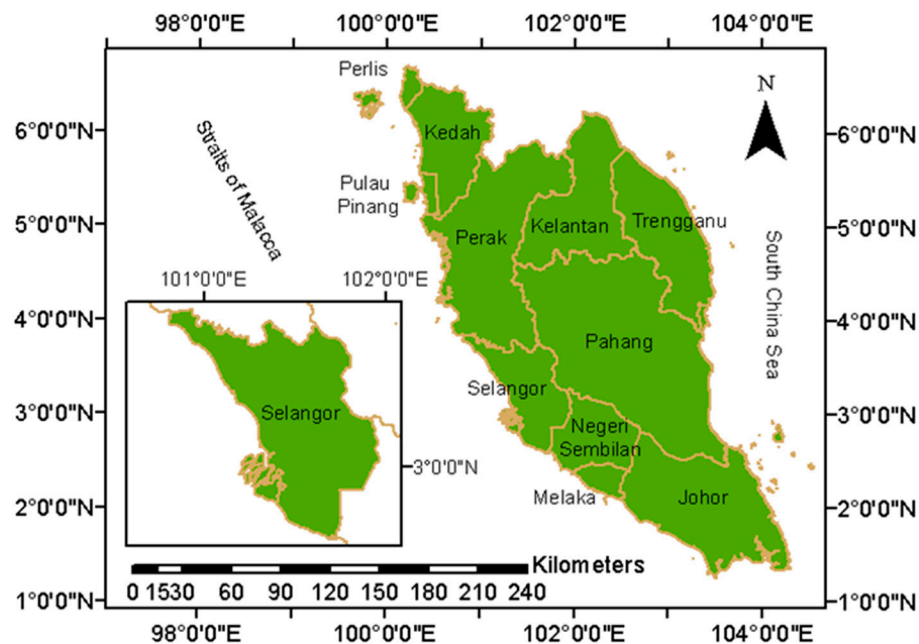 98°0'0"E 100°0'0"E 102°0'0"E 104°0'0"E
Perlis
N
6°0'0"N
6°0'0"N
Kedah
Straits of Malacca
Pulau
Pinang
5°0'0"N
5°0'0"N
Perak
Kelantan
Trengganu
South China Sea
101°0'0"E 102°0'0"E
4°0'0"N
4°0'0"N
Pahang
Selangor
Selangor
3°0'0"N
3°0'0"N
Negeri
Sembilan
3°0'0"N
2°0'0"N
Melaka
Johor
2°0'0"N
Kilometers
0 1530 60 90 120 150 180 210 240
1°0'0"N
1°0'0"N
98°0'0"E 100°0'0"E 102°0'0"E 104°0'0"E